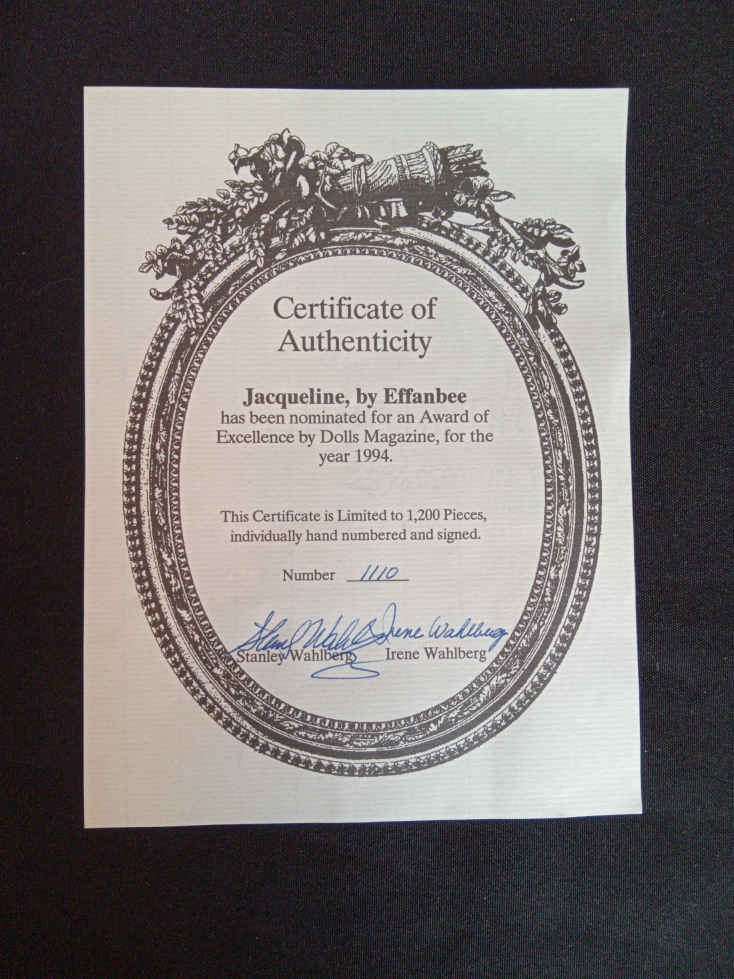 Certificate of
Authenticity
Jacqueline, by Effanbee
has been nominated for an Award of
Excellence by Dolls Magazine, for the
year 1994.
This Certificate is Limited to 1,200 Pieces,
individually hand numbered and signed.
Number 1110
Irene Wahlberg
Stanley Wahlberg Irene Wahlberg